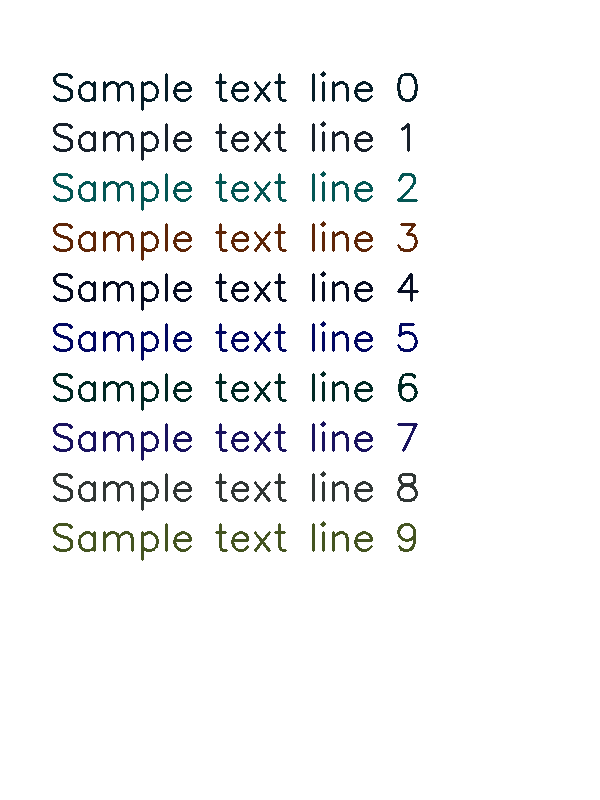 Sample text line 0
Sample text line 1
Sample text line 2
Sample text line 3
Sample text line 4
Sample text line 5
Sample text line 6
Sample text line 7
Sample text line 8
Sample text line 9